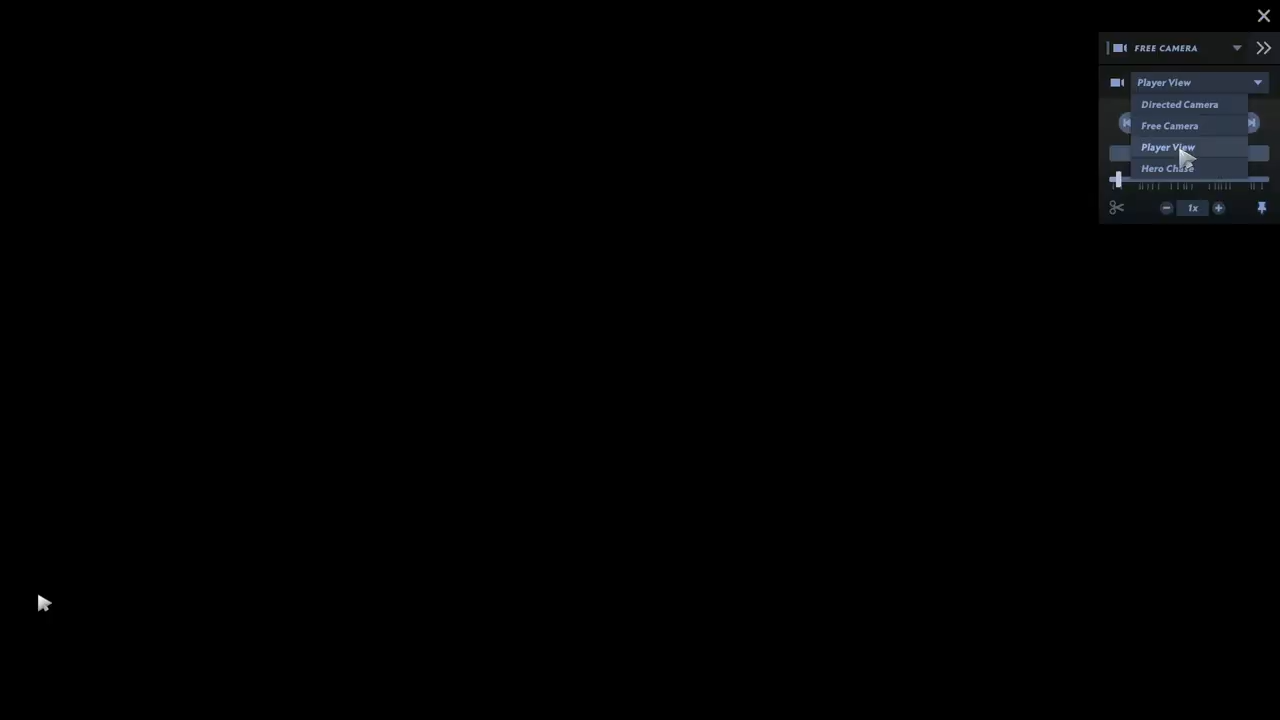 FREE CAMERA
Player View
Directed Camera
Free Camera
Player View
Hero Chase
1x